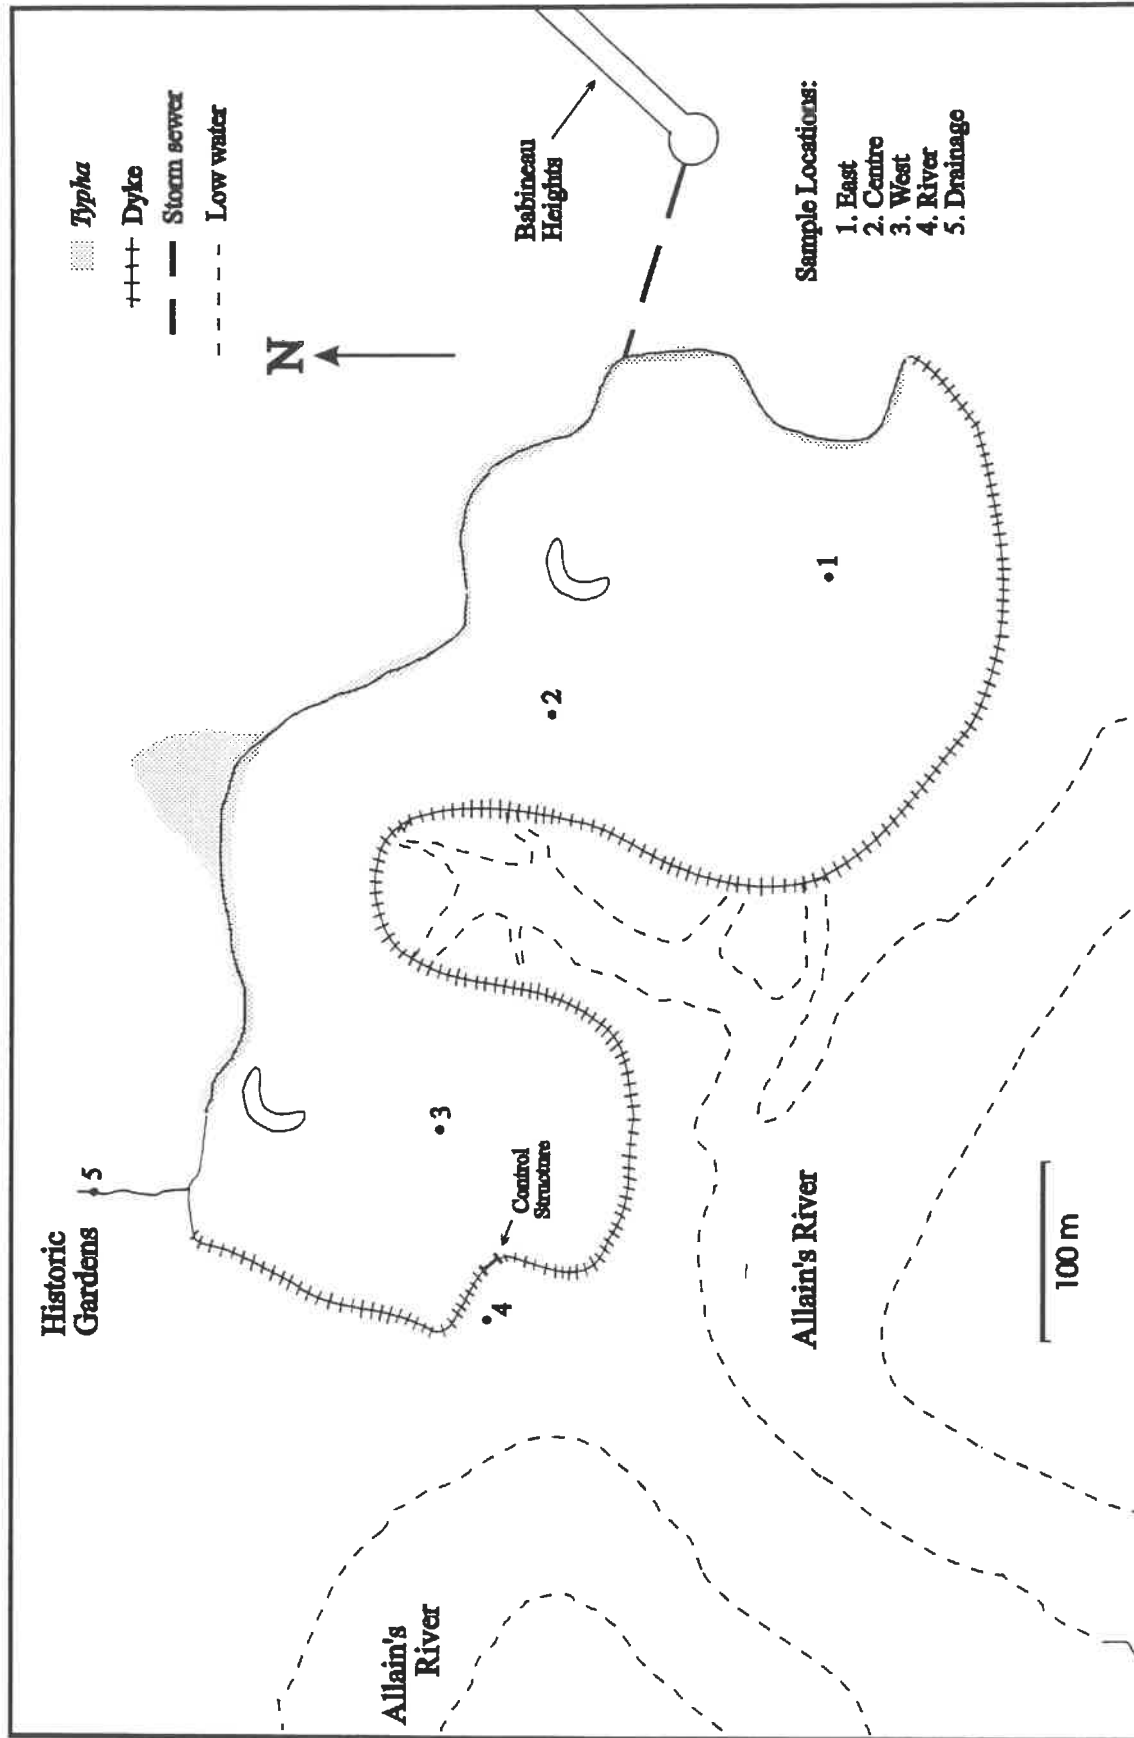 Historic
Gardens
5
Typha
Dyke
Storm sewer
Low water
N
Babineau
Heights
Sample Locations:
1. East
2. Centre
3. West
4. River
5. Drainage
1
2
3
4
Control
Structure
Allain's
River
Allain's River
100 m